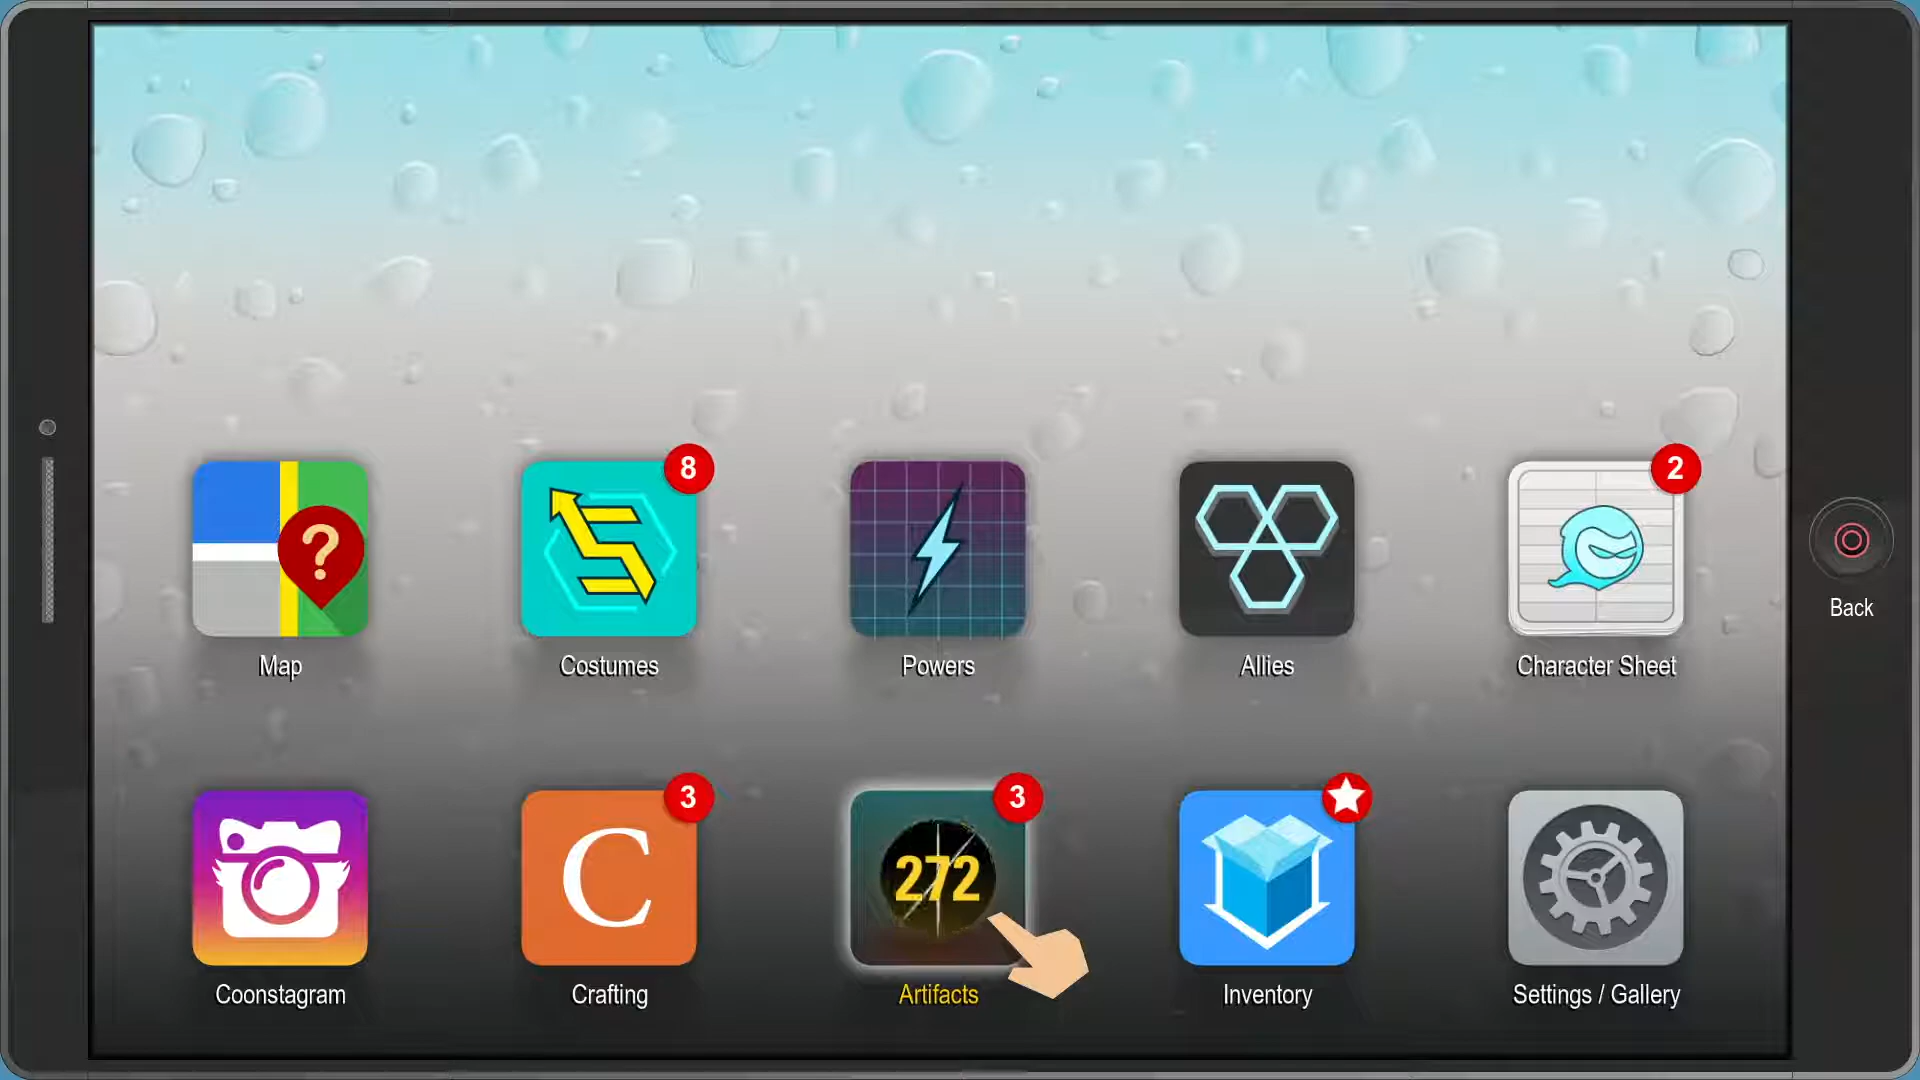 8
2
?
Map
Costumes
Powers
Allies
Character Sheet
Back
3
3
C
272
Coonstagram
Crafting
Artifacts
Inventory
Settings / Gallery